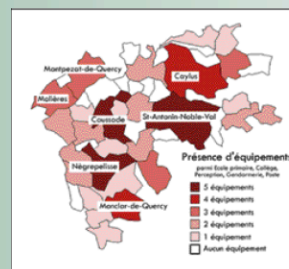 Montpezat-de-Quercy
Caylus
Molières
Caussade
St-Antonin-Noble-Val
Nègrepelisse
Monclar-de-Quercy
Présence d'équipements
parmi Ecole primaire, Collège,
Perception, Gendarmerie, Poste
5 équipements
4 équipements
3 équipements
2 équipements
1 équipement
Aucun équipement